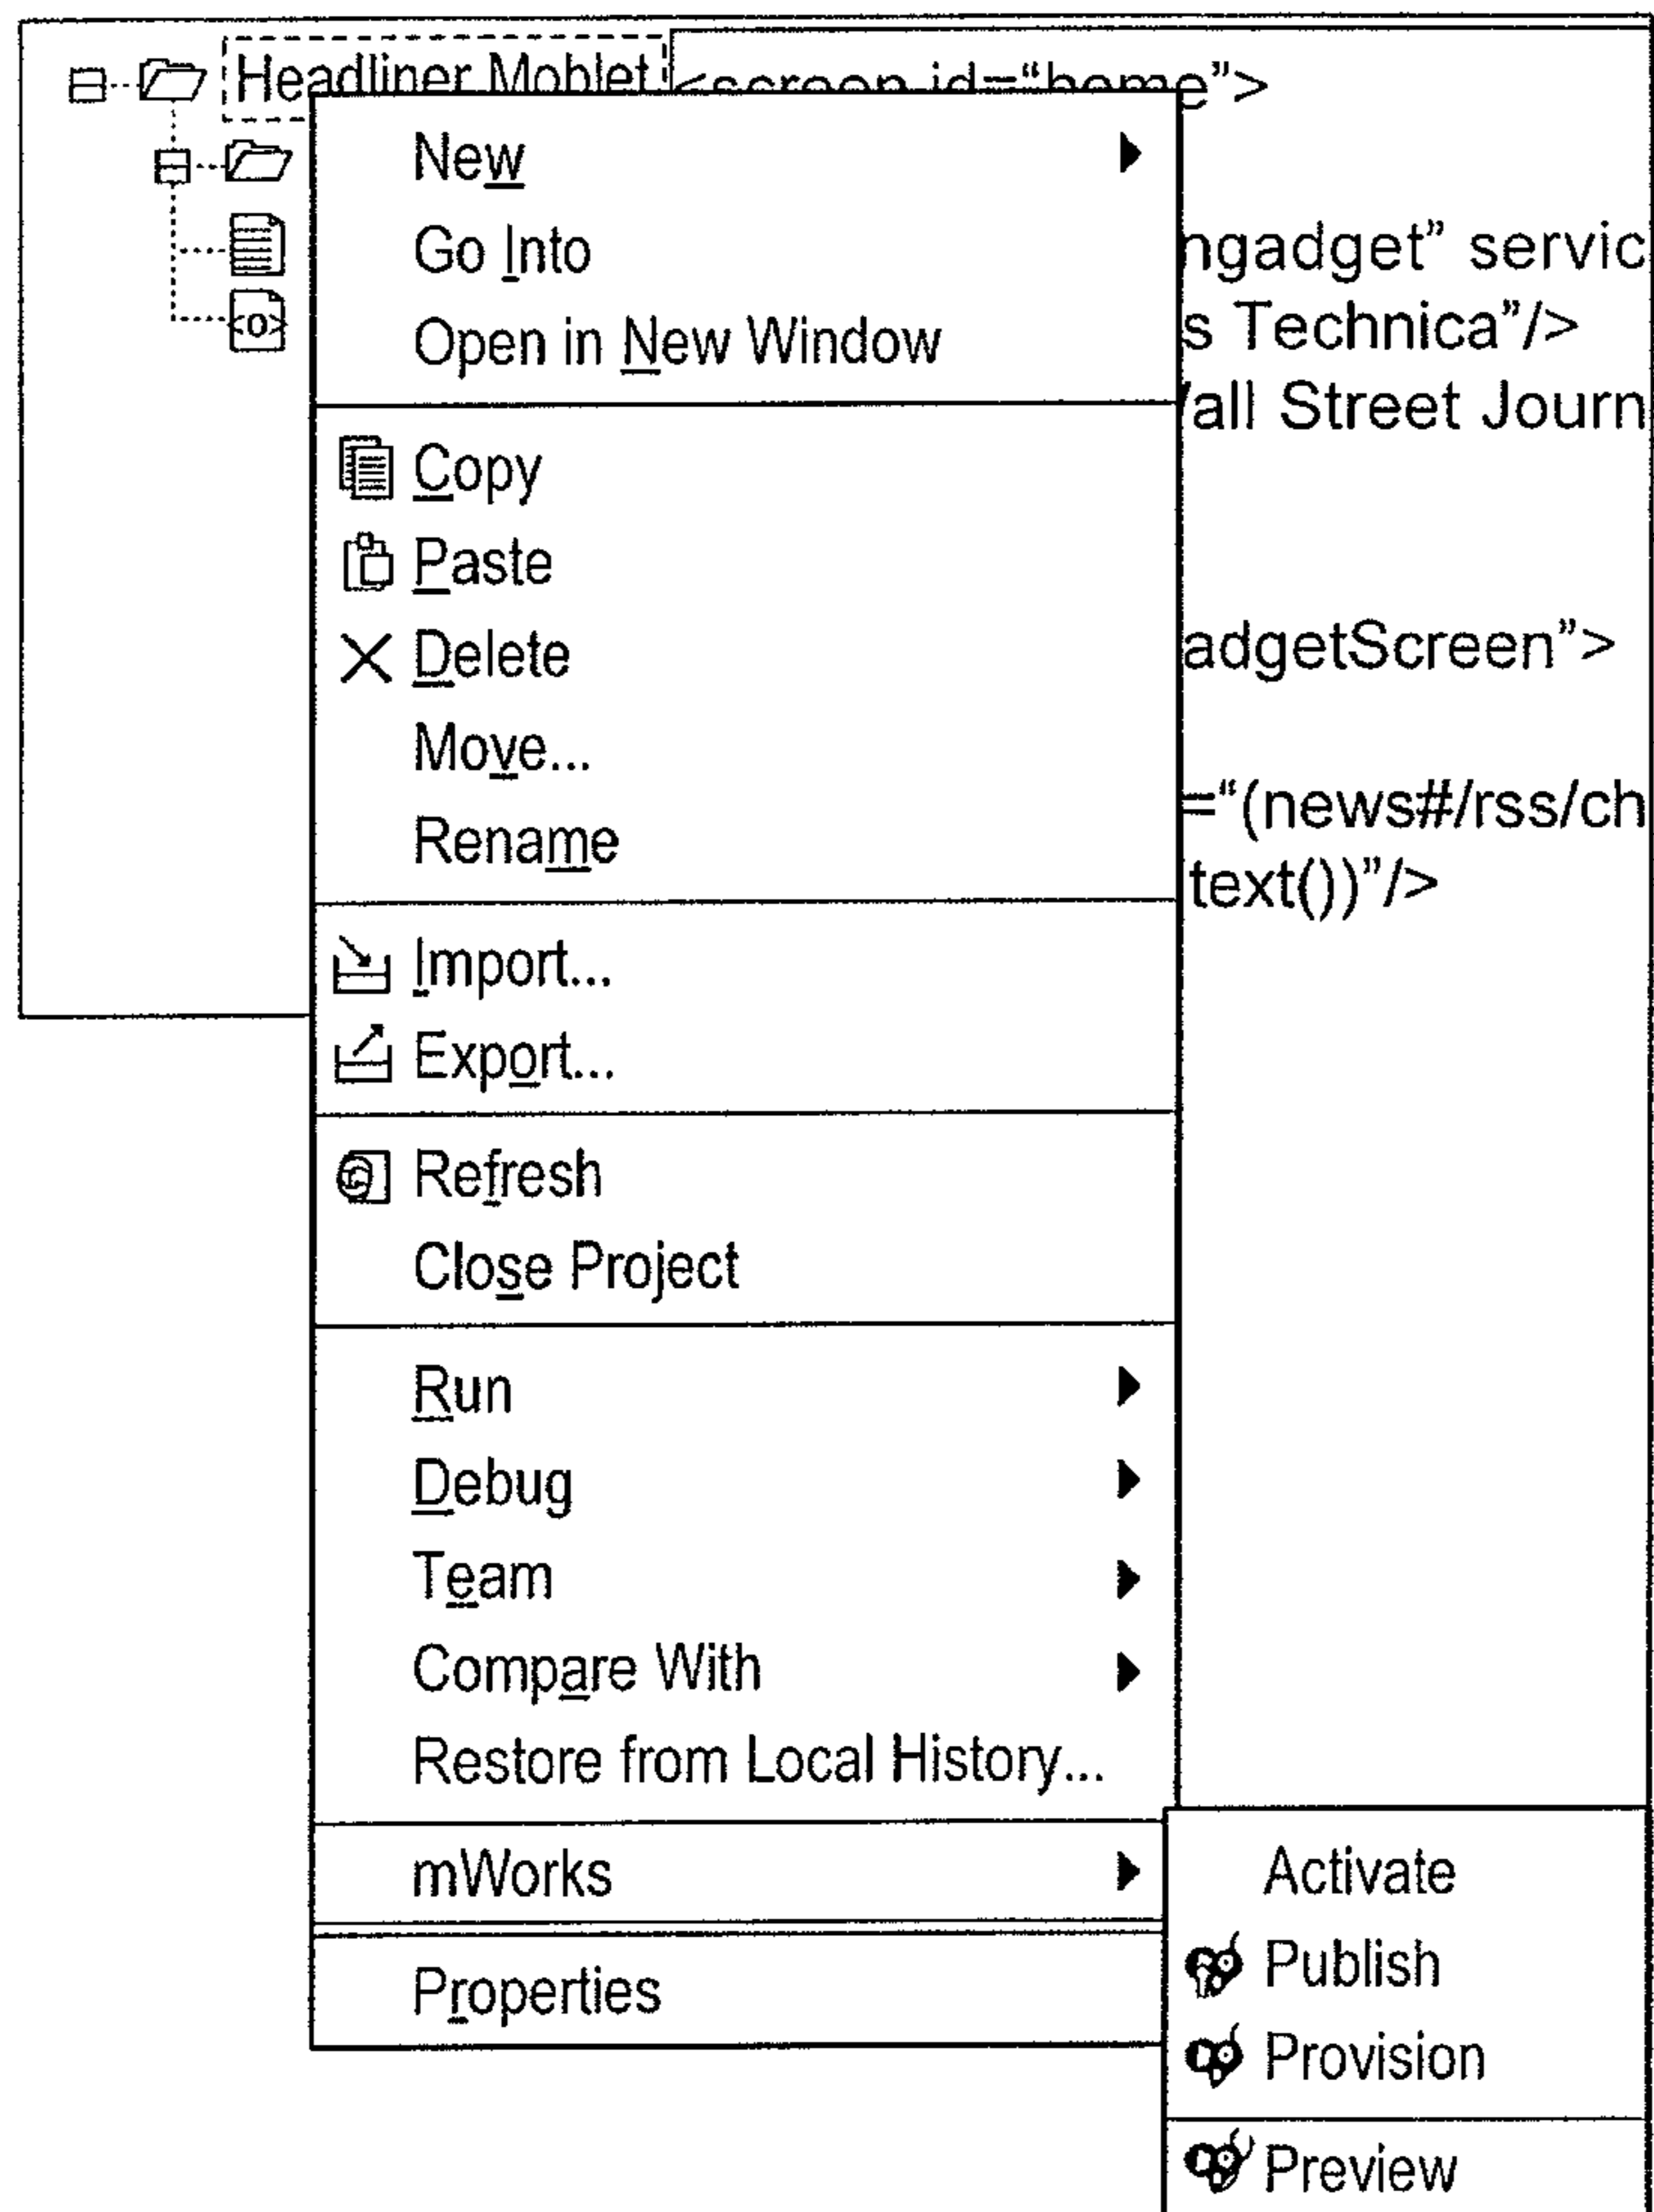 Headliner Moblet <screen id="home">
New
Go Into
Open in New Window
ngadget” servic
s Technica”/>
all Street Journ
Copy
Paste
Delete
Move...
Rename
adgetScreen”>
=“(news#/rss/ch
text())”/>
Import...
Export...
Refresh
Close Project
Run
Debug
Team
Compare With
Restore from Local History...
mWorks
Properties
Activate
Publish
Provision
Preview